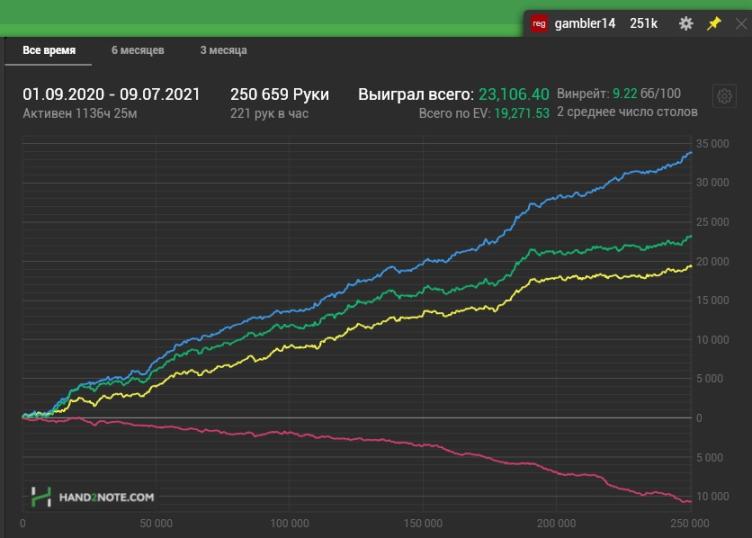 reg gambler14 251k
Все время 6 месяцев 3 месяца
01.09.2020 - 09.07.2021 250 659 Руки Выиграл всего: 23,106.40 Винрейт: 9.22 бб/100
Активен 1136ч 25м 221 рук в час Всего по EV: 19,271.53 2 среднее число столов
35 000
30 000
25 000
20 000
15 000
10 000
5 000
0
5 000
10 000
HAND2NOTE.COM
0 50 000 100 000 150 000 200 000 250 000